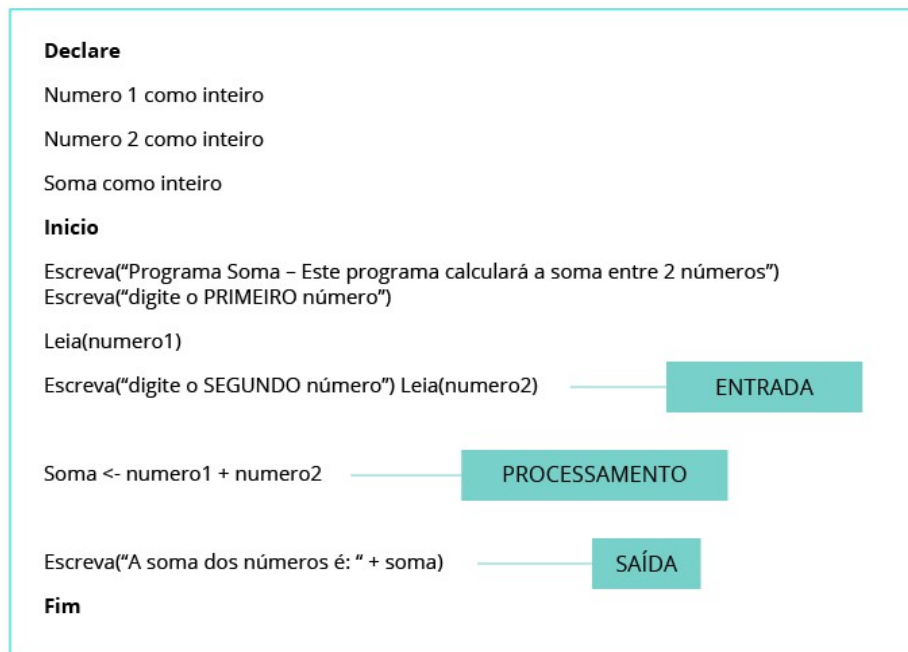 Declare
Numero 1 como inteiro
Numero 2 como inteiro
Soma como inteiro
Inicio
Escreva(“Programa Soma – Este programa calculará a soma entre 2 números”)
Escreva(“digite o PRIMEIRO número”)
Leia(numero1)
Escreva(“digite o SEGUNDO número”) Leia(numero2) ENTRADA
Soma <- numero1 + numero2 PROCESSAMENTO
Escreva(“A soma dos números é: “ + soma) SAÍDA
Fim